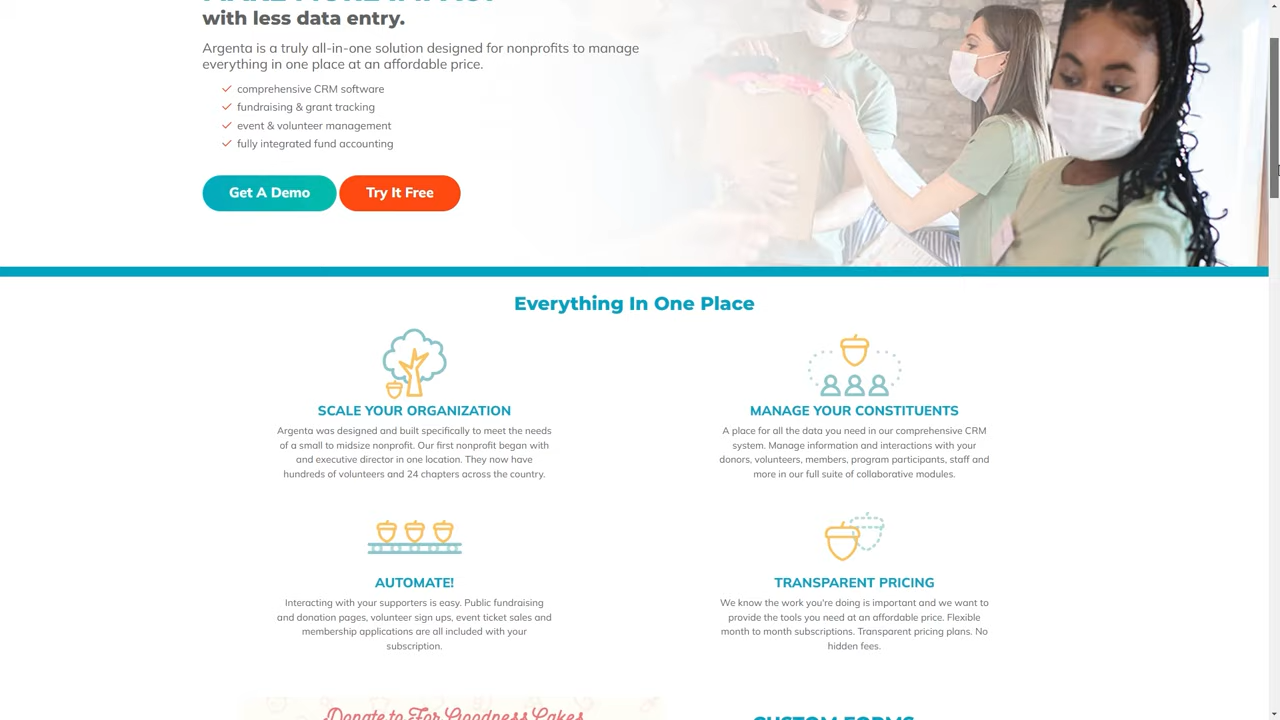 with less data entry.
Argenta is a truly all-in-one solution designed for nonprofits to manage
everything in one place at an affordable price.
comprehensive CRM software
fundraising & grant tracking
event & volunteer management
fully integrated fund accounting
Get A Demo
Try It Free
Everything In One Place
SCALE YOUR ORGANIZATION
Argenta was designed and built specifically to meet the needs
of a small to midsize nonprofit. Our first nonprofit began with
and executive director in one location. They now have
hundreds of volunteers and 24 chapters across the country.
MANAGE YOUR CONSTITUENTS
A place for all the data you need in our comprehensive CRM
system. Manage information and interactions with your
donors, volunteers, members, program participants, staff and
more in our full suite of collaborative modules.
AUTOMATE!
Interacting with your supporters is easy. Public fundraising
and donation pages, volunteer sign ups, event ticket sales and
membership applications are all included with your
subscription.
TRANSPARENT PRICING
We know the work you're doing is important and we want to
provide the tools you need at an affordable price. Flexible
month to month subscriptions. Transparent pricing plans. No
hidden fees.
Donate to For Goodness Cakes
CUSTOM FORMS